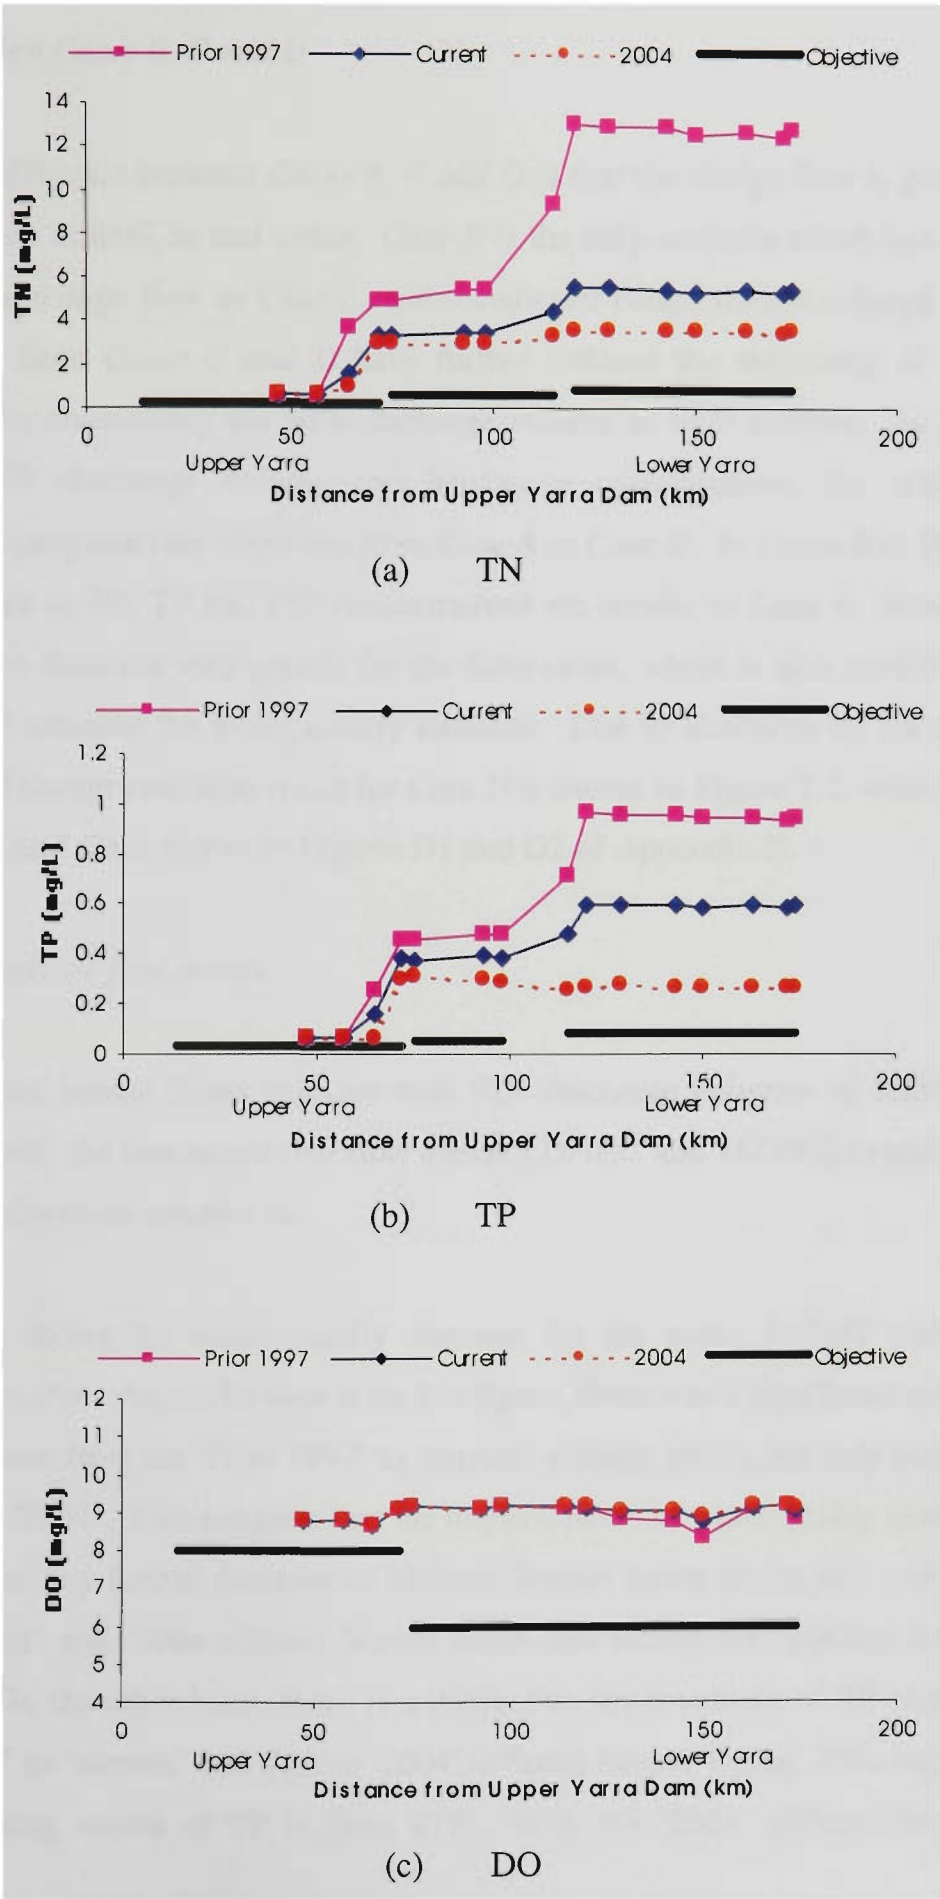 Prior 1997 Current 2004 Objective
14
12
10
8
6
4
2
0
TN (mg/L)
0 50 100 150 200
Upper Yarra Lower Yarra
Distance from Upper Yarra Dam (km)
(a) TN
Prior 1997 Current 2004 Objective
1.2
1
0.8
0.6
0.4
0.2
0
TP (mg/L)
0 50 100 150 200
Upper Yarra Lower Yarra
Distance from Upper Yarra Dam (km)
(b) TP
Prior 1997 Current 2004 Objective
12
11
10
9
8
7
6
5
4
DO (mg/L)
0 50 100 150 200
Upper Yarra Lower Yarra
Distance from Upper Yarra Dam (km)
(c) DO